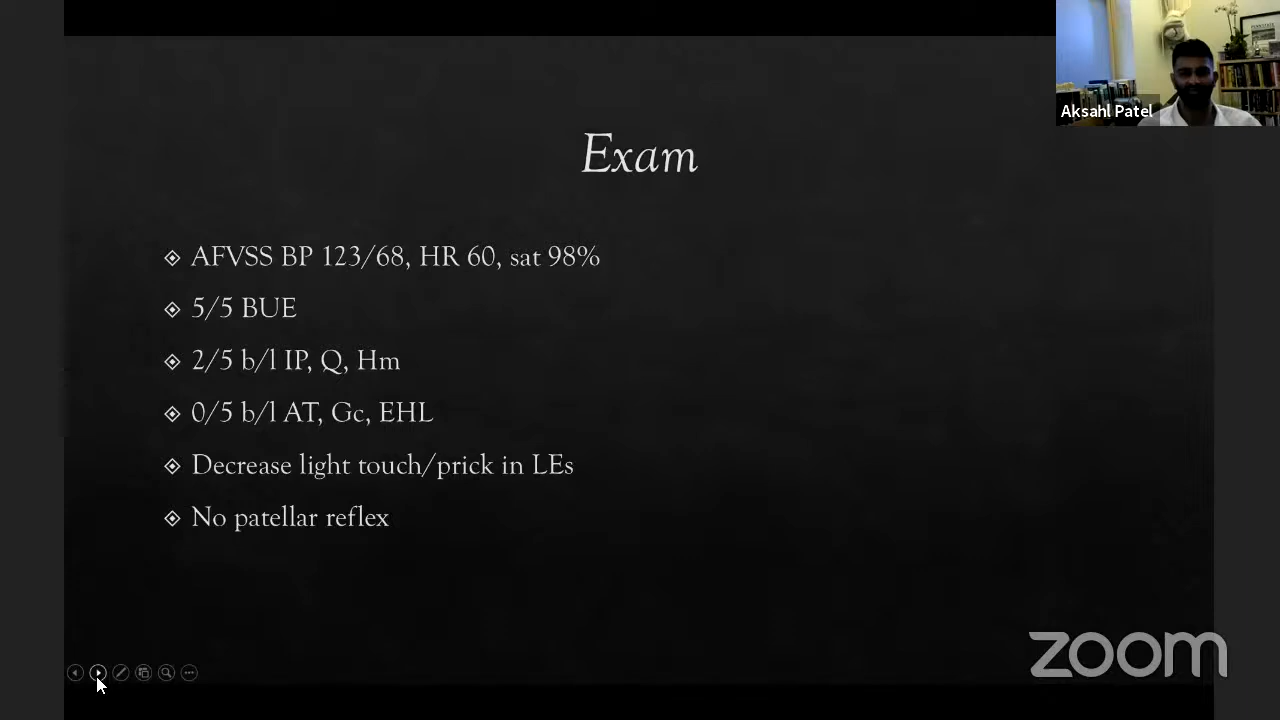 Aksahl Patel
Exam
AFVSS BP 123/68, HR 60, sat 98%
5/5 BUE
2/5 b/l IP, Q, Hm
0/5 b/l AT, Gc, EHL
Decrease light touch/prick in LEs
No patellar reflex
zoom